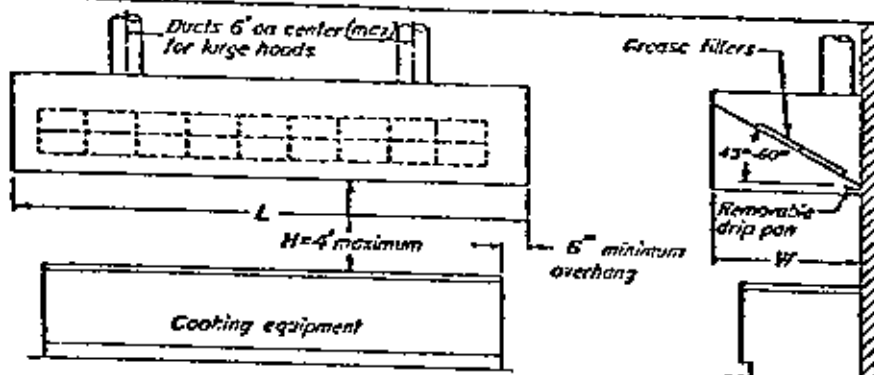 Ducts 6' on center (max)
for large hoods
Grease filters
45°-60°
Removable
drip pan
L
W
H=4' maximum
6" minimum
overhang
Cooking equipment